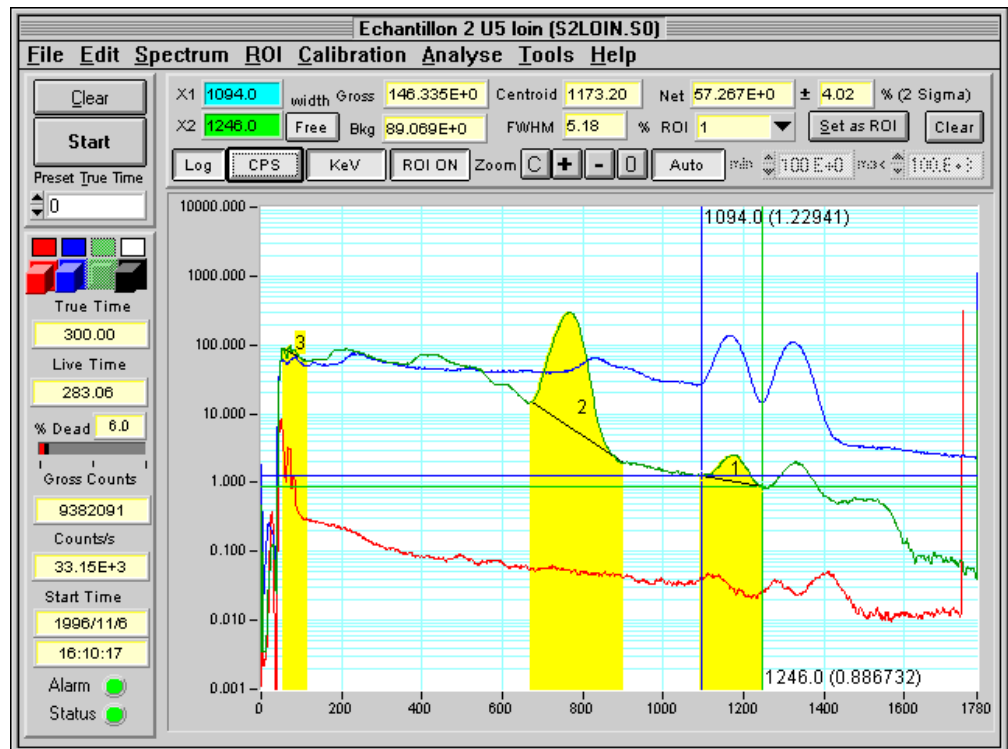 Echantillon 2 U5 loin (S2LOIN.S0)
File Edit Spectrum ROI Calibration Analyse Tools Help
Clear
Start
Preset True Time
0
X1 1094.0 width Gross 146.335E+0 Centroid 1173.20 Net 57.267E+0 ± 4.02 % (2 Sigma)
X2 1246.0 Free Bkg 89.069E+0 FWHM 5.18 % ROI 1 Set as ROI Clear
Log CPS KeV ROI ON Zoom C + - 0 Auto min 100.E+0 max 100.E+3
True Time
300.00
Live Time
283.06
% Dead 6.0
Gross Counts
9382091
Counts/s
33.15E+3
Start Time
1996/11/6
16:10:17
Alarm
Status
10000.000
1000.000
100.000
10.000
1.000
0.100
0.010
0.001
1094.0 (1.22941)
3
2
1
1246.0 (0.886732)
0 200 400 600 800 1000 1200 1400 1600 1780